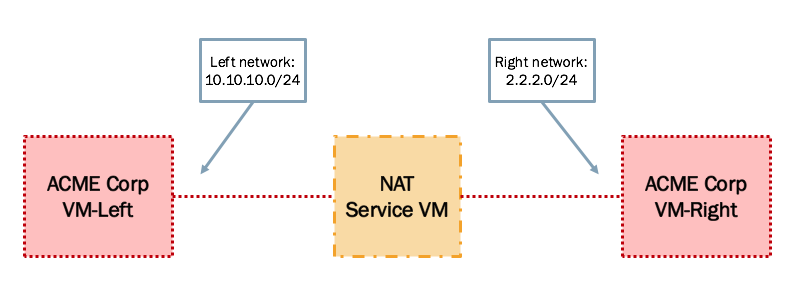 Left network:
10.10.10.0/24
Right network:
2.2.2.0/24
ACME Corp
VM-Left
NAT
Service VM
ACME Corp
VM-Right